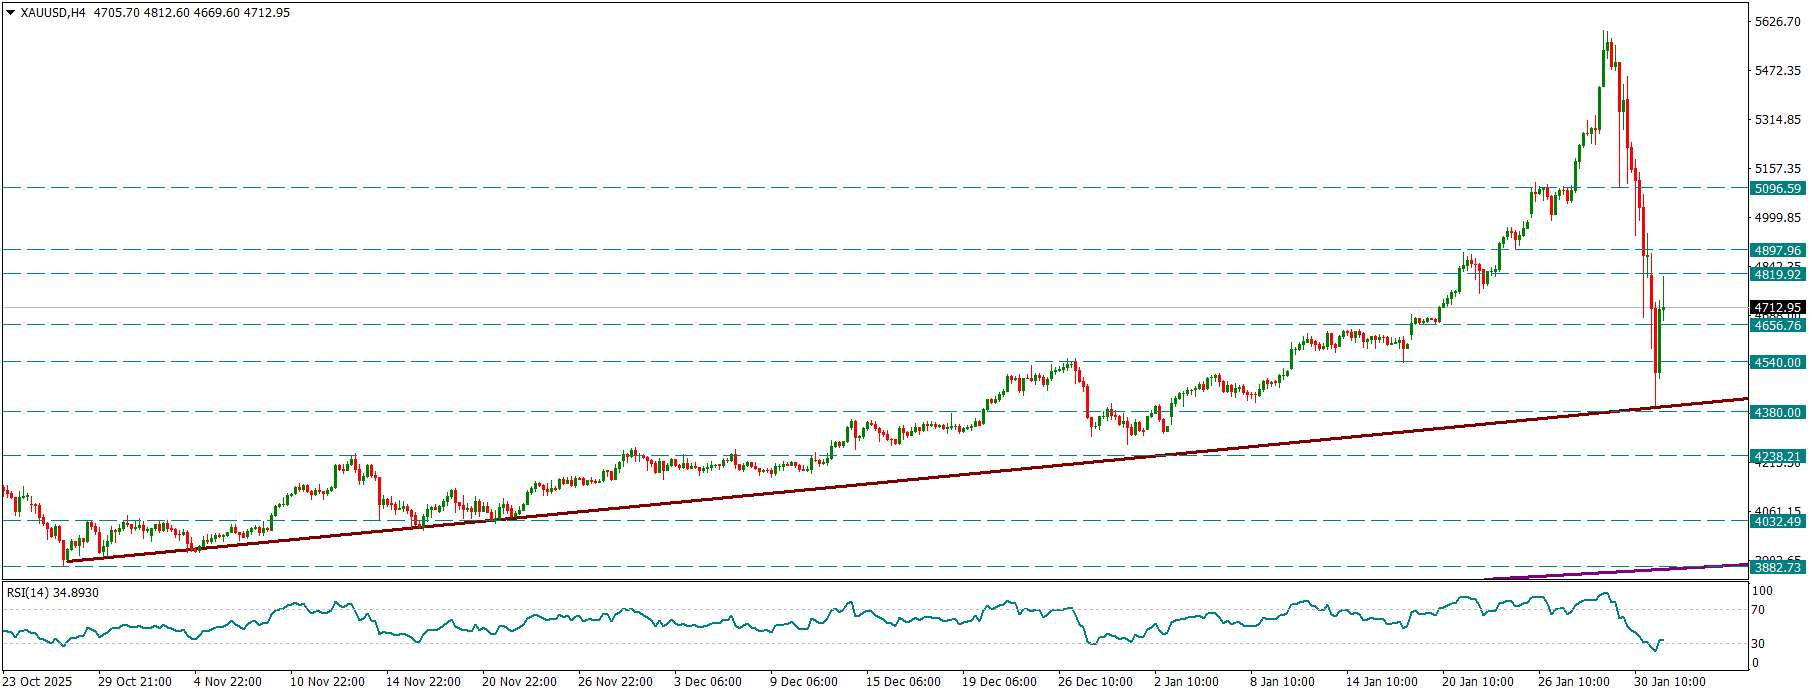 XAUUSD,H4 4705.70 4812.60 4669.60 4712.95
5626.70
5472.35
5314.85
5157.35
5096.59
4999.85
4897.96
4819.92
4712.95
4656.76
4540.00
4380.00
4238.21
4061.15
4032.49
3882.73
RSI(14) 34.8930
100
70
30
0
23 Oct 2025
29 Oct 21:00
4 Nov 22:00
10 Nov 22:00
14 Nov 22:00
20 Nov 22:00
26 Nov 22:00
3 Dec 06:00
9 Dec 06:00
15 Dec 06:00
19 Dec 06:00
26 Dec 10:00
2 Jan 10:00
8 Jan 10:00
14 Jan 10:00
20 Jan 10:00
26 Jan 10:00
30 Jan 10:00